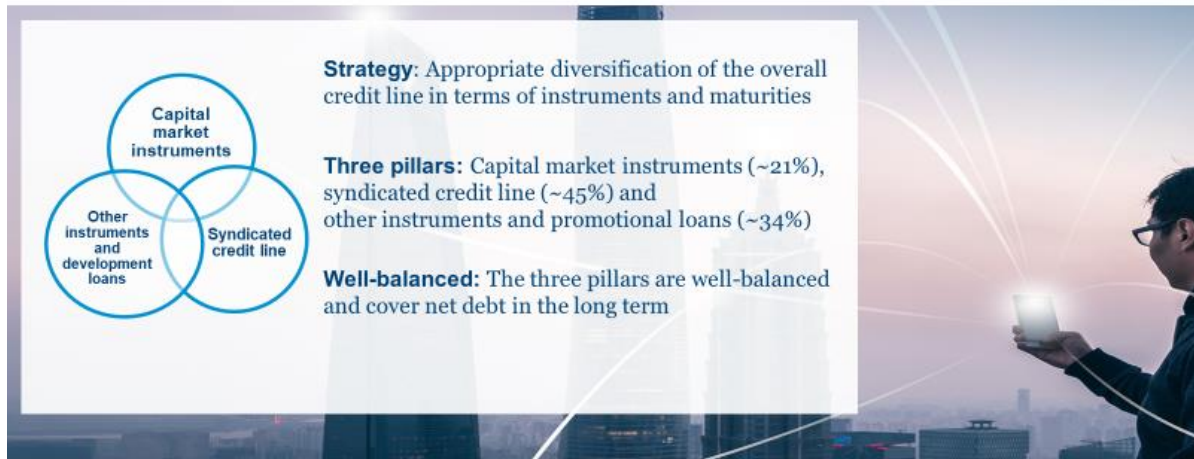 Capital
market
instruments
Other
instruments
and
development
loans
Syndicated
credit line
Strategy: Appropriate diversification of the overall
credit line in terms of instruments and maturities
Three pillars: Capital market instruments (~21%),
syndicated credit line (~45%) and
other instruments and promotional loans (~34%)
Well-balanced: The three pillars are well-balanced
and cover net debt in the long term